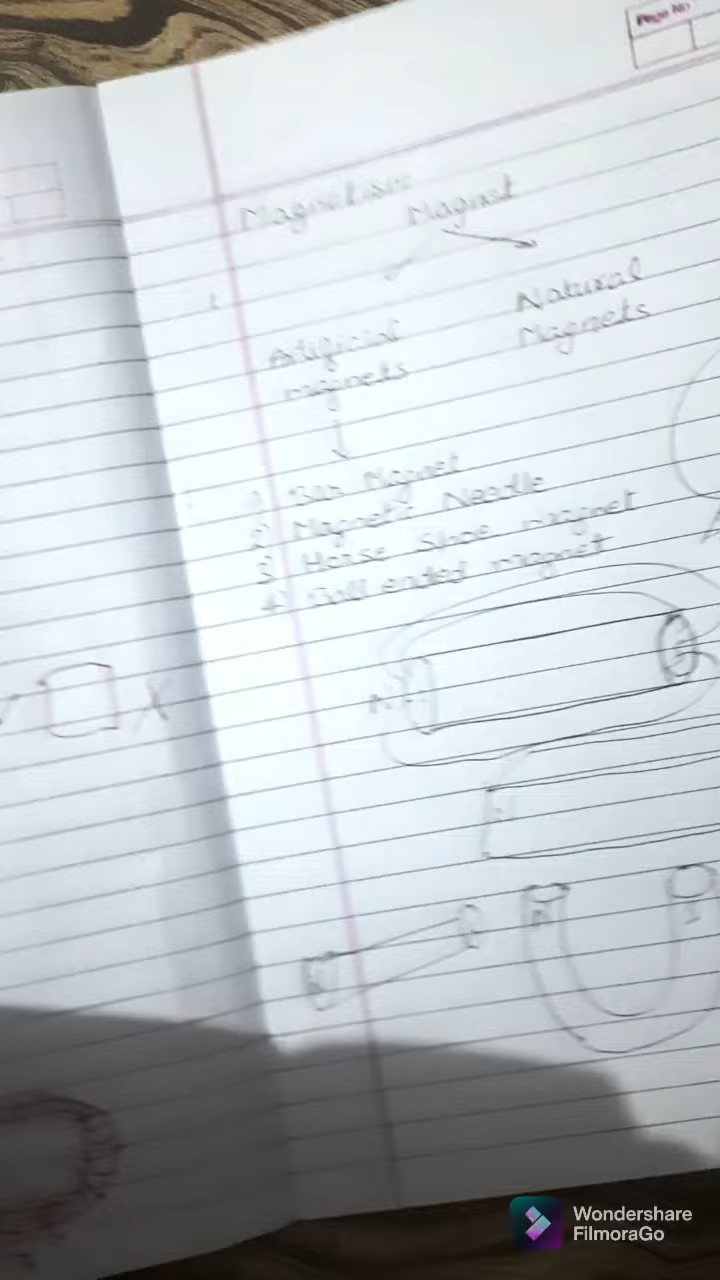 Page No
Magnetism
Magnet
Artificial
magnets
Natural
Magnets
1) Bar Magnet
2) Magnetic Needle
3) Horse Shoe magnet
4) Ball ended magnet
N
S
N
S
Wondershare
FilmoraGo